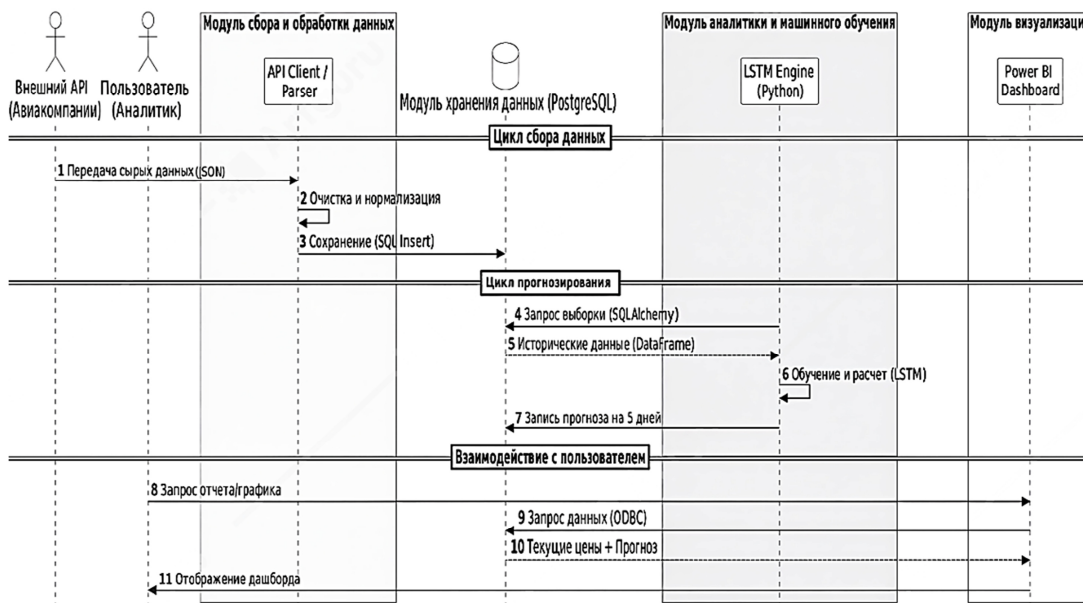 Модуль сбора и обработки данных
Модуль аналитики и машинного обучения
Модуль визуализац
Внешний API
(Авиакомпании)
Пользователь
(Аналитик)
API Client /
Parser
Модуль хранения данных (PostgreSQL)
LSTM Engine
(Python)
Power BI
Dashboard
Цикл сбора данных
1 Передача сырых данных (JSON)
2 Очистка и нормализация
3 Сохранение (SQL Insert)
Цикл прогнозирования
4 Запрос выборки (SQLAlchemy)
5 Исторические данные (DataFrame)
6 Обучение и расчет (LSTM)
7 Запись прогноза на 5 дней
Взаимодействие с пользователем
8 Запрос отчета/графика
9 Запрос данных (ODBC)
10 Текущие цены + Прогноз
11 Отображение дашборда